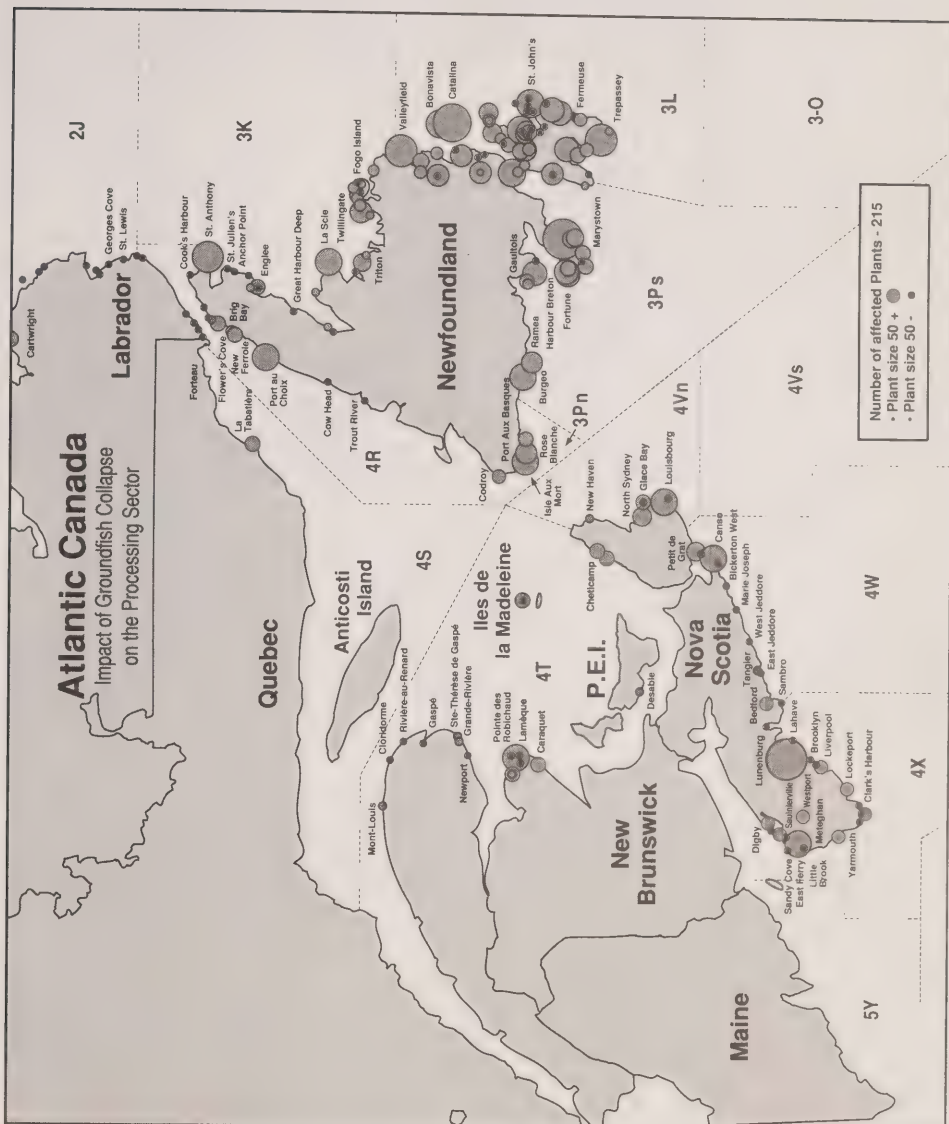 Atlantic Canada
Impact of Groundfish Collapse
on the Processing Sector
Cartwright
Labrador
Georges Cove
St. Lewis
2J
Forteau
Cook's Harbour
St. Anthony
St. Julien's
Anchor Point
Englee
3K
Flower's Cove
Brig
Bay
New
Ferrole
Port au
Choix
La
Tabatière
Great Harbour Deep
La Scie
Twillingate
Fogo Island
Triton
Valleyfield
Bonavista
Catalina
Quebec
Cow Head
Trout River
4R
Newfoundland
St. John's
Fermeuse
Trepassey
3L
Anticosti
Island
4S
Codroy
Port Aux Basques
Isle Aux
Mort
Rose
Blanche
Burgeo
Ramea
Harbour Breton
Gaultois
Fortune
Marystown
3Pn
3Ps
3-O
Mont-Louis
Clôridorme
Rivière-au-Renard
Gaspé
Ste-Thérèse de Gaspé
Grande-Rivière
Newport
Iles de
la Madeleine
4T
Pointe des
Robichaud
Lamèque
Caraquet
P.E.I.
Desable
Cheticamp
New Haven
North Sydney
Glace Bay
Louisbourg
4Vn
4Vs
New
Brunswick
Nova
Scotia
Petit de
Grat
Canso
Bickerton West
Marie Joseph
West Jeddore
East Jeddore
Tangier
Bedford
Sambro
4W
Maine
Digby
Sandy Cove
East Ferry
Little
Brook
Saulnierville
Westport
Meteghan
Yarmouth
Lunenburg
Lahave
Brooklyn
Liverpool
Lockeport
Clark's Harbour
4X
5Y
Number of affected Plants - 215
• Plant size 50 +
• Plant size 50 -